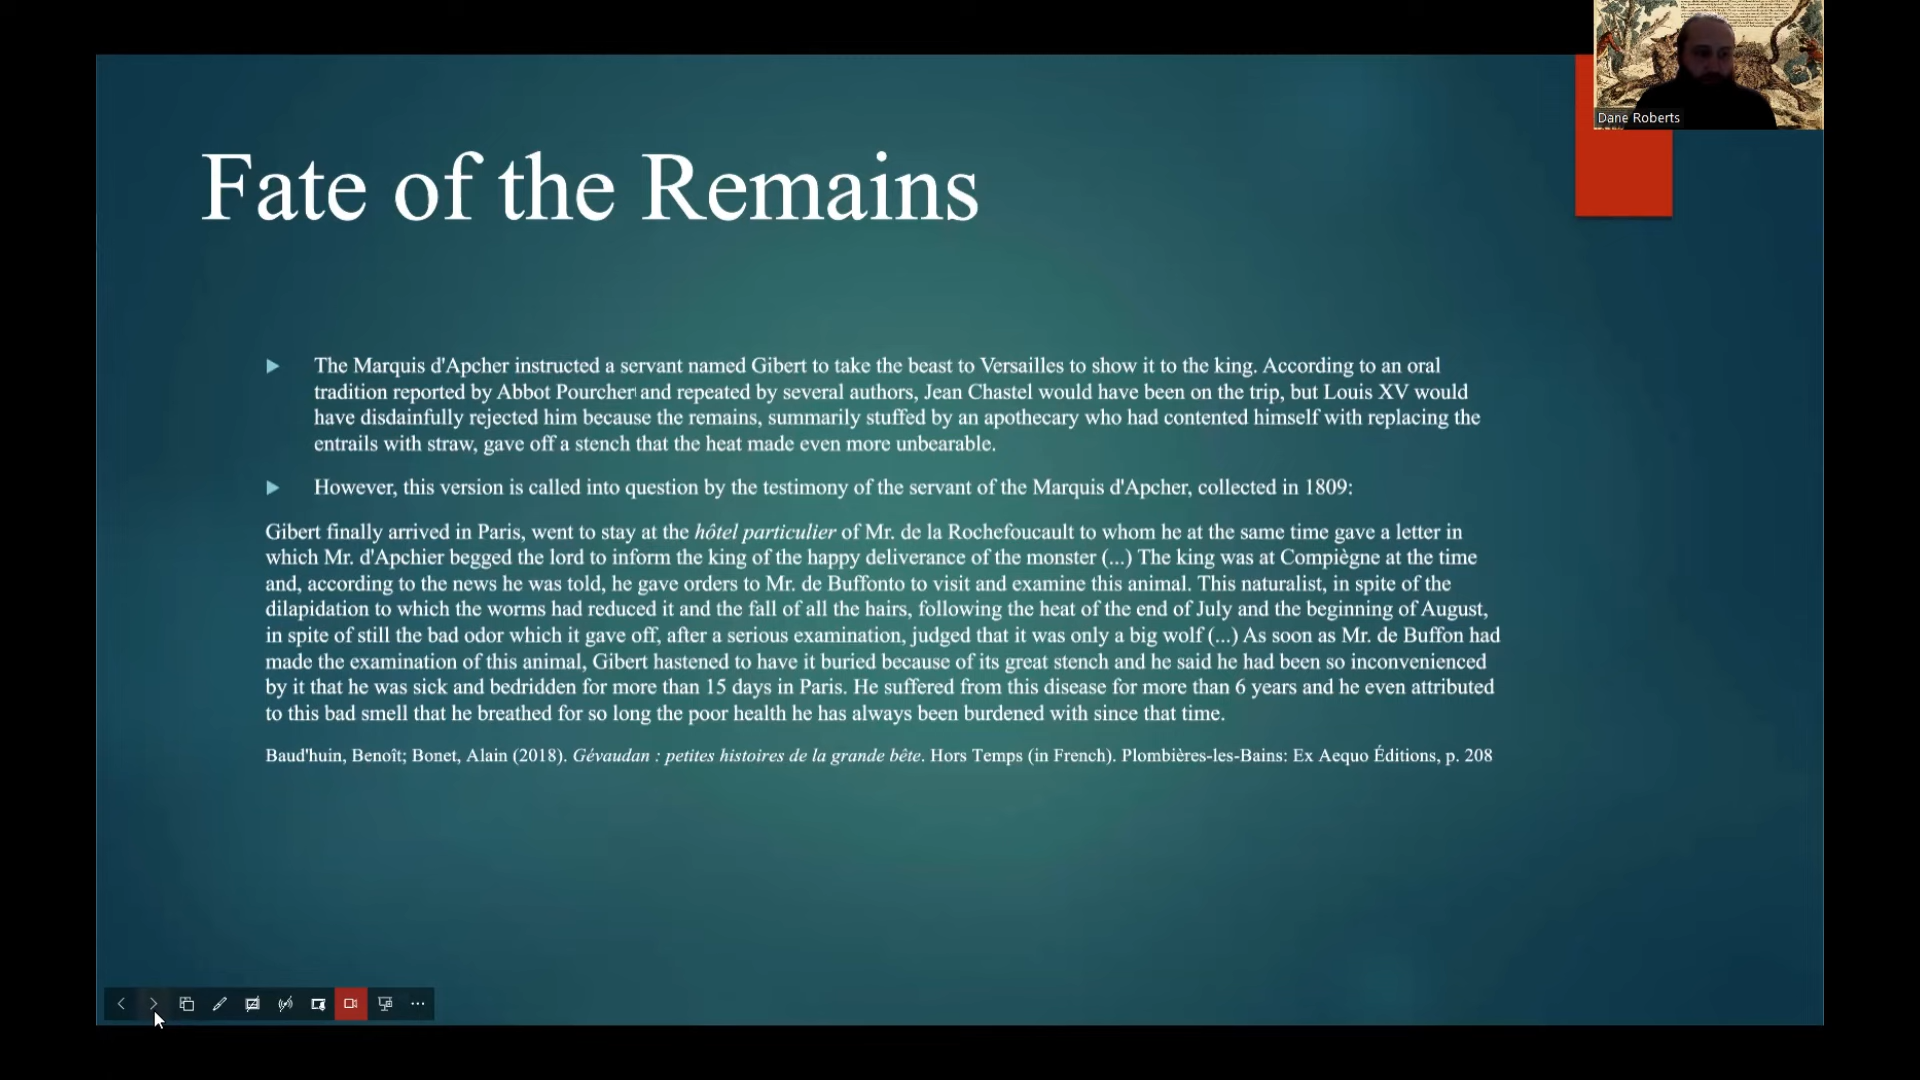 Dane Roberts
Fate of the Remains
The Marquis d'Apcher instructed a servant named Gibert to take the beast to Versailles to show it to the king. According to an oral
tradition reported by Abbot Pourcher and repeated by several authors, Jean Chastel would have been on the trip, but Louis XV would
have disdainfully rejected him because the remains, summarily stuffed by an apothecary who had contented himself with replacing the
entrails with straw, gave off a stench that the heat made even more unbearable.
However, this version is called into question by the testimony of the servant of the Marquis d'Apcher, collected in 1809:
Gibert finally arrived in Paris, went to stay at the hôtel particulier of Mr. de la Rochefoucault to whom he at the same time gave a letter in
which Mr. d'Apchier begged the lord to inform the king of the happy deliverance of the monster (...) The king was at Compiègne at the time
and, according to the news he was told, he gave orders to Mr. de Buffonto to visit and examine this animal. This naturalist, in spite of the
dilapidation to which the worms had reduced it and the fall of all the hairs, following the heat of the end of July and the beginning of August,
in spite of still the bad odor which it gave off, after a serious examination, judged that it was only a big wolf (...) As soon as Mr. de Buffon had
made the examination of this animal, Gibert hastened to have it buried because of its great stench and he said he had been so inconvenienced
by it that he was sick and bedridden for more than 15 days in Paris. He suffered from this disease for more than 6 years and he even attributed
to this bad smell that he breathed for so long the poor health he has always been burdened with since that time.
Baud'huin, Benoît; Bonet, Alain (2018). Gévaudan : petites histoires de la grande bête. Hors Temps (in French). Plombières-les-Bains: Ex Aequo Éditions, p. 208